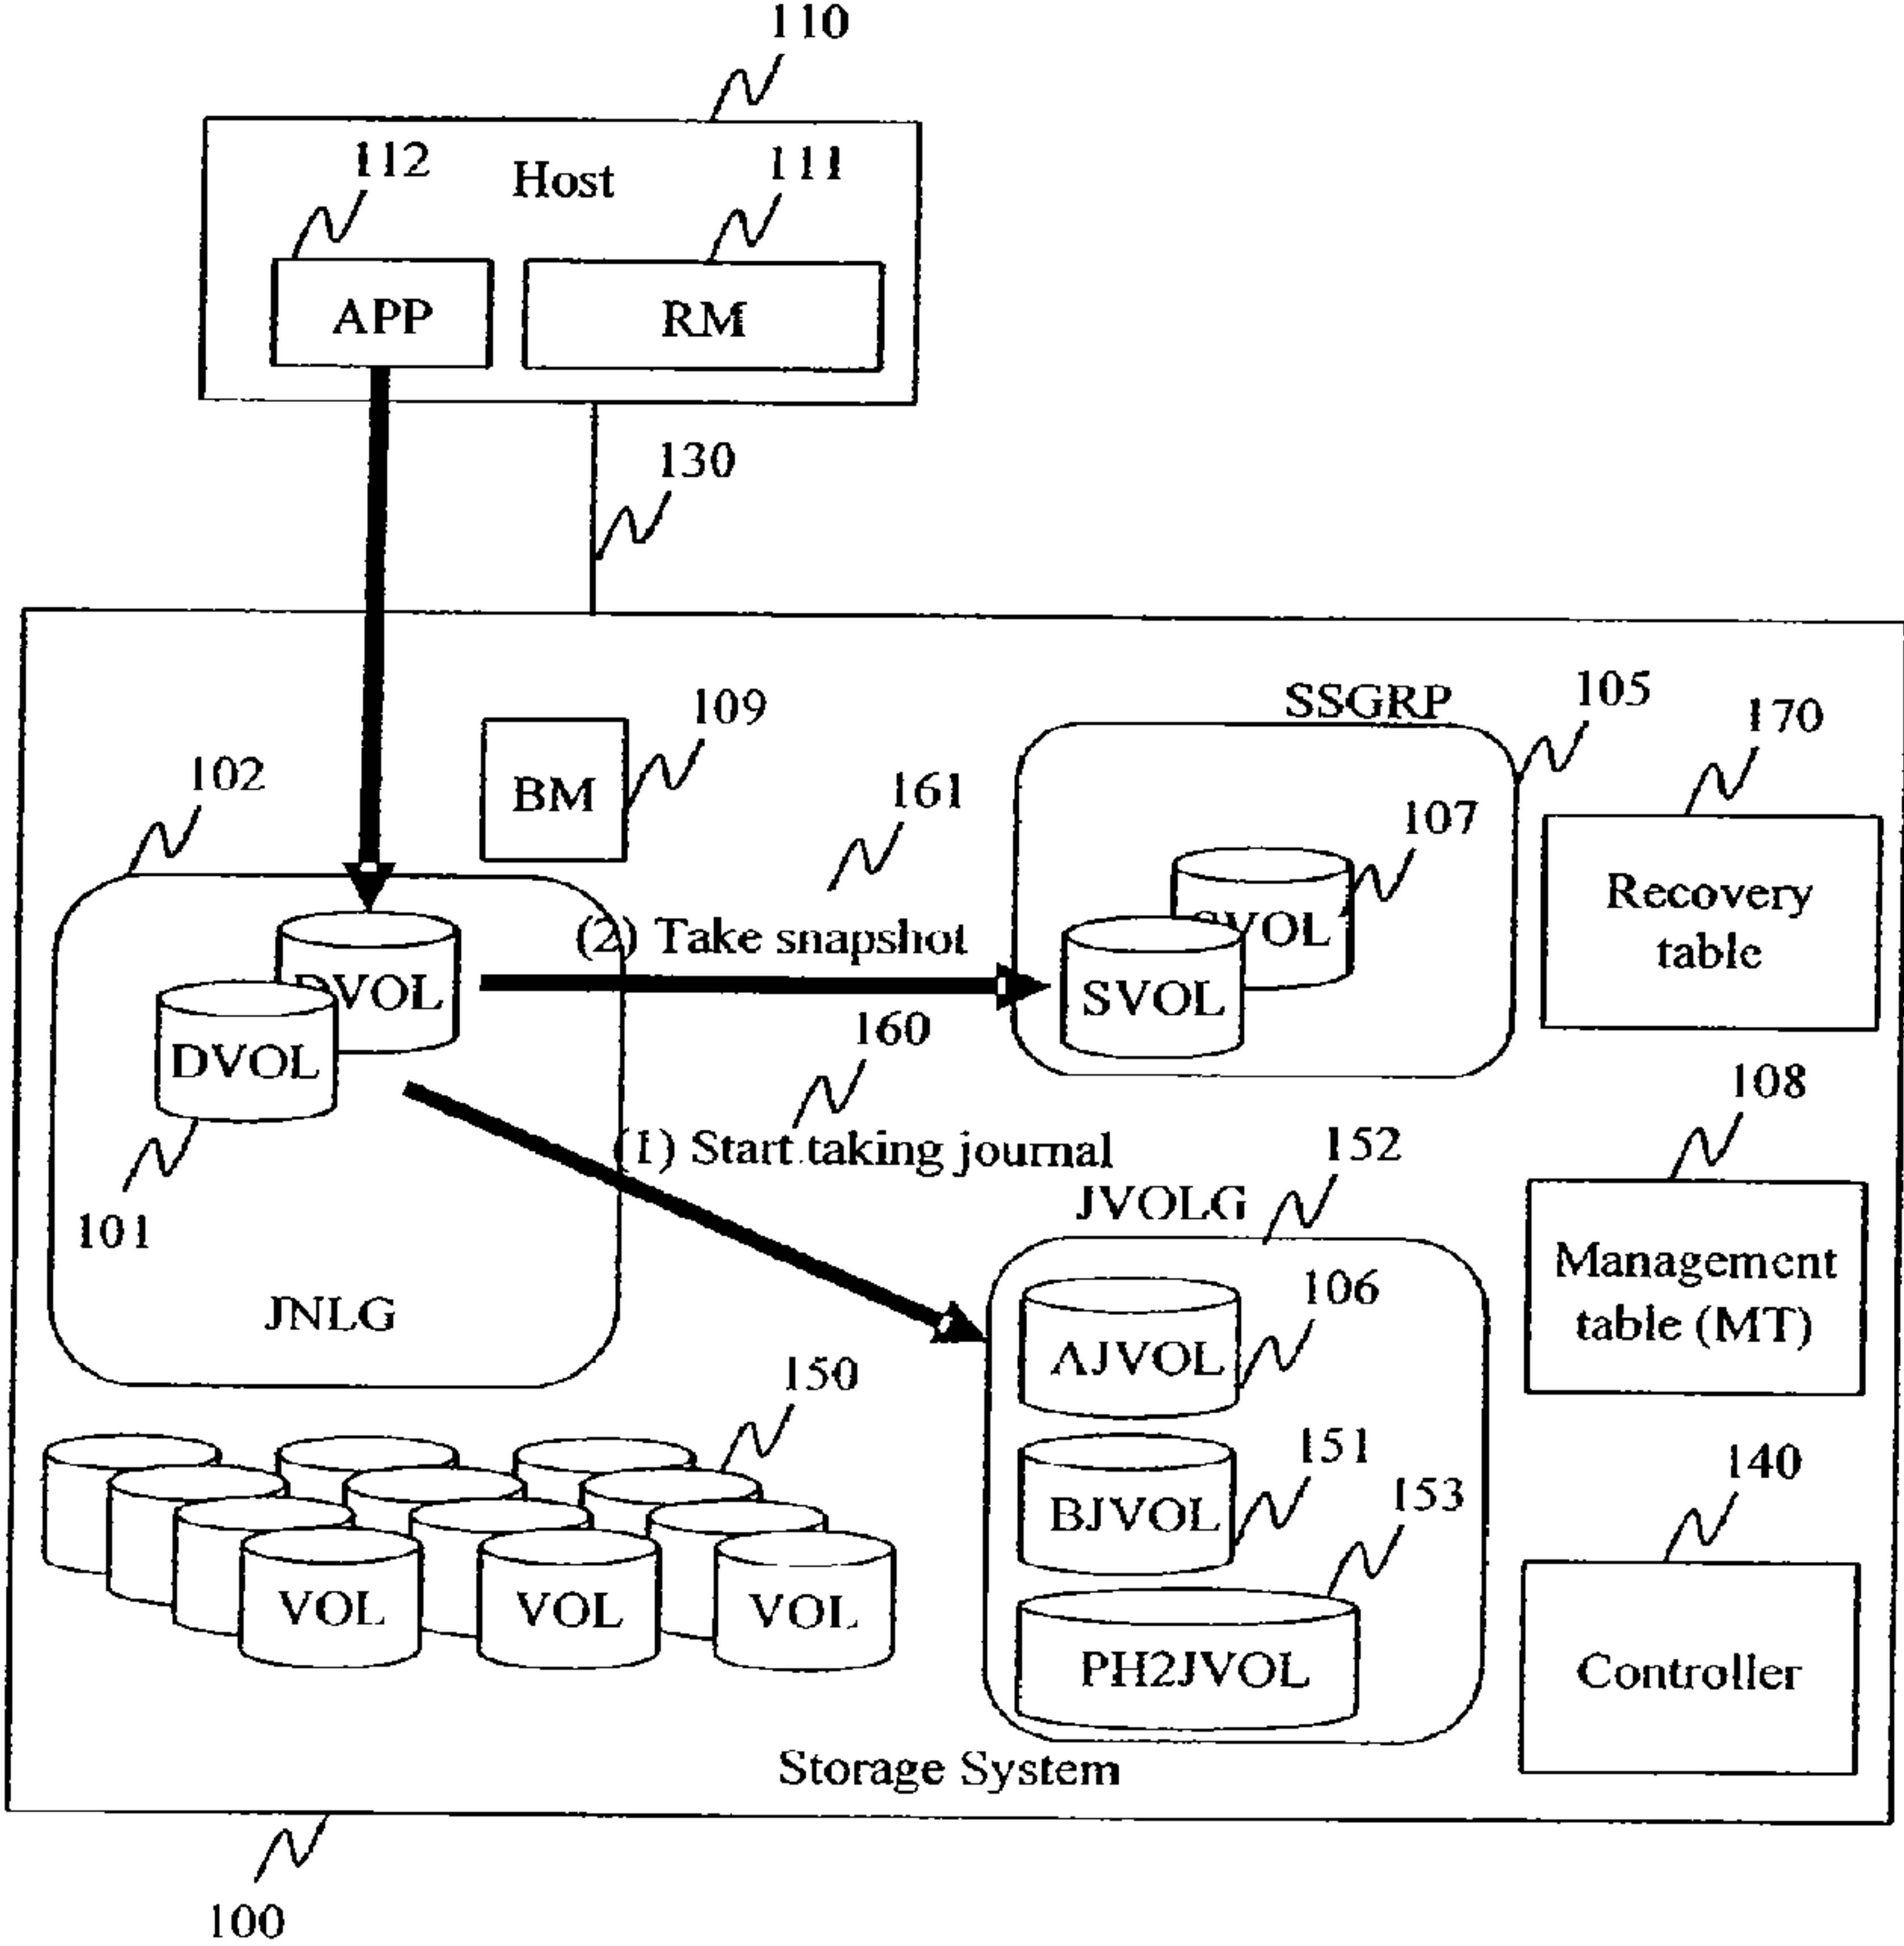 110
112
Host
111
APP
RM
130
SSGRP
105
109
170
102
BM
161
107
Recovery
table
(2) Take snapshot
SVOL
DVOL
SVOL
160
DVOL
108
(1) Start taking journal
152
JVOLG
101
Management
table (MT)
106
JNLG
AJVOL
150
151
140
153
BJVOL
VOL
VOL
VOL
PH2JVOL
Controller
Storage System
100